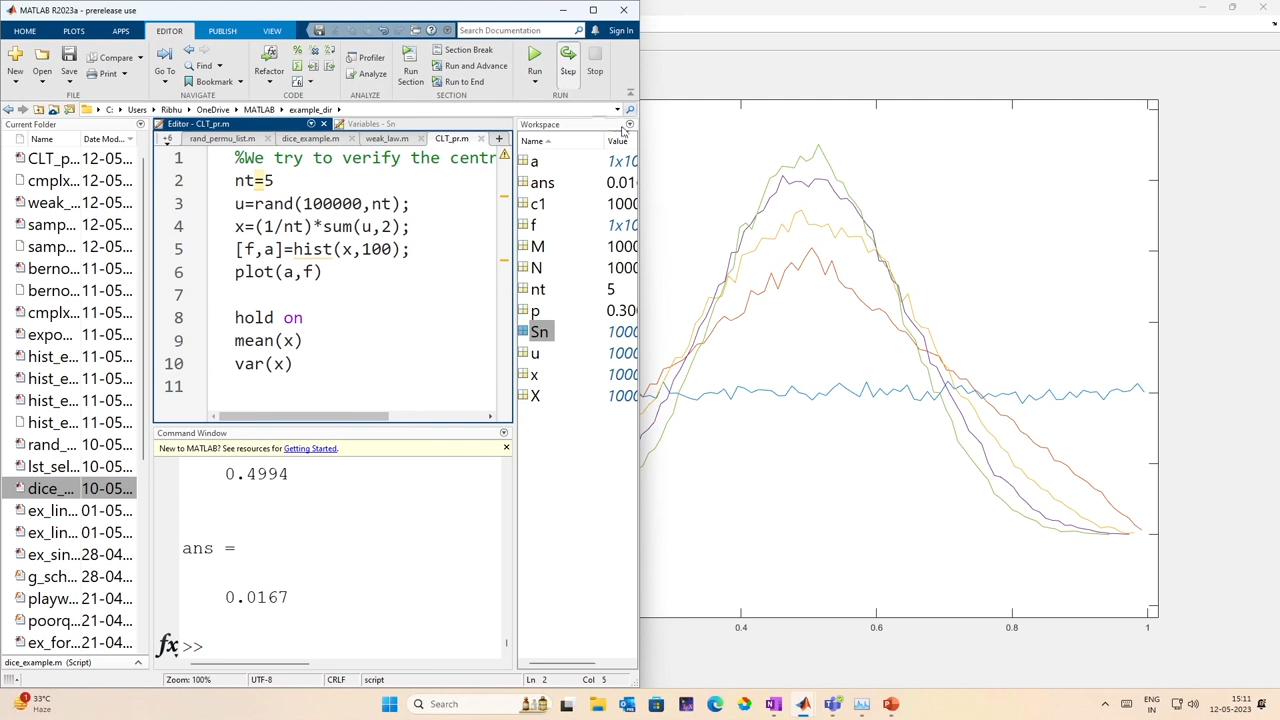 MATLAB R2023a - prerelease use
HOME PLOTS APPS EDITOR PUBLISH VIEW Search Documentation Sign In
New Open Save Compare Print Go To Find Bookmark Refactor Profiler Analyze Run Section Section Break Run and Advance Run to End Run Step Stop
FILE NAVIGATE CODE ANALYZE SECTION RUN
C: Users Ribhu OneDrive MATLAB example_dir
Current Folder
Name Date Mod...
CLT_p... 12-05...
cmplx... 12-05...
weak_... 12-05...
samp... 12-05...
samp... 12-05...
berno... 11-05...
berno... 11-05...
cmplx... 11-05...
expo... 11-05...
hist_e... 11-05...
hist_e... 11-05...
hist_e... 11-05...
hist_e... 11-05...
rand_... 10-05...
lst_sel... 10-05...
dice_... 10-05...
ex_lin... 01-05...
ex_lin... 01-05...
ex_sin... 28-04...
g_sch... 28-04...
playw... 21-04...
poorq... 21-04...
ex_for... 21-04...
dice_example.m (Script)
Editor - CLT_pr.m Variables - Sn
+6 rand_permu_list.m dice_example.m weak_law.m CLT_pr.m +
1 %We try to verify the centr
2 nt=5
3 u=rand(100000,nt);
4 x=(1/nt)*sum(u,2);
5 [f,a]=hist(x,100);
6 plot(a,f)
7
8 hold on
9 mean(x)
10 var(x)
11
Command Window
New to MATLAB? See resources for Getting Started.
0.4994
ans =
0.0167
fx >>
Workspace
Name Value
a 1x10
ans 0.01
c1 1000
f 1x10
M 1000
N 1000
nt 5
p 0.300
Sn 1000
u 1000
x 1000
X 1000
0.4 0.6 0.8 1
Zoom: 100% UTF-8 CRLF script Ln 2 Col 5
33°C
Haze
Search
ENG
IN
15:11
12-05-2023